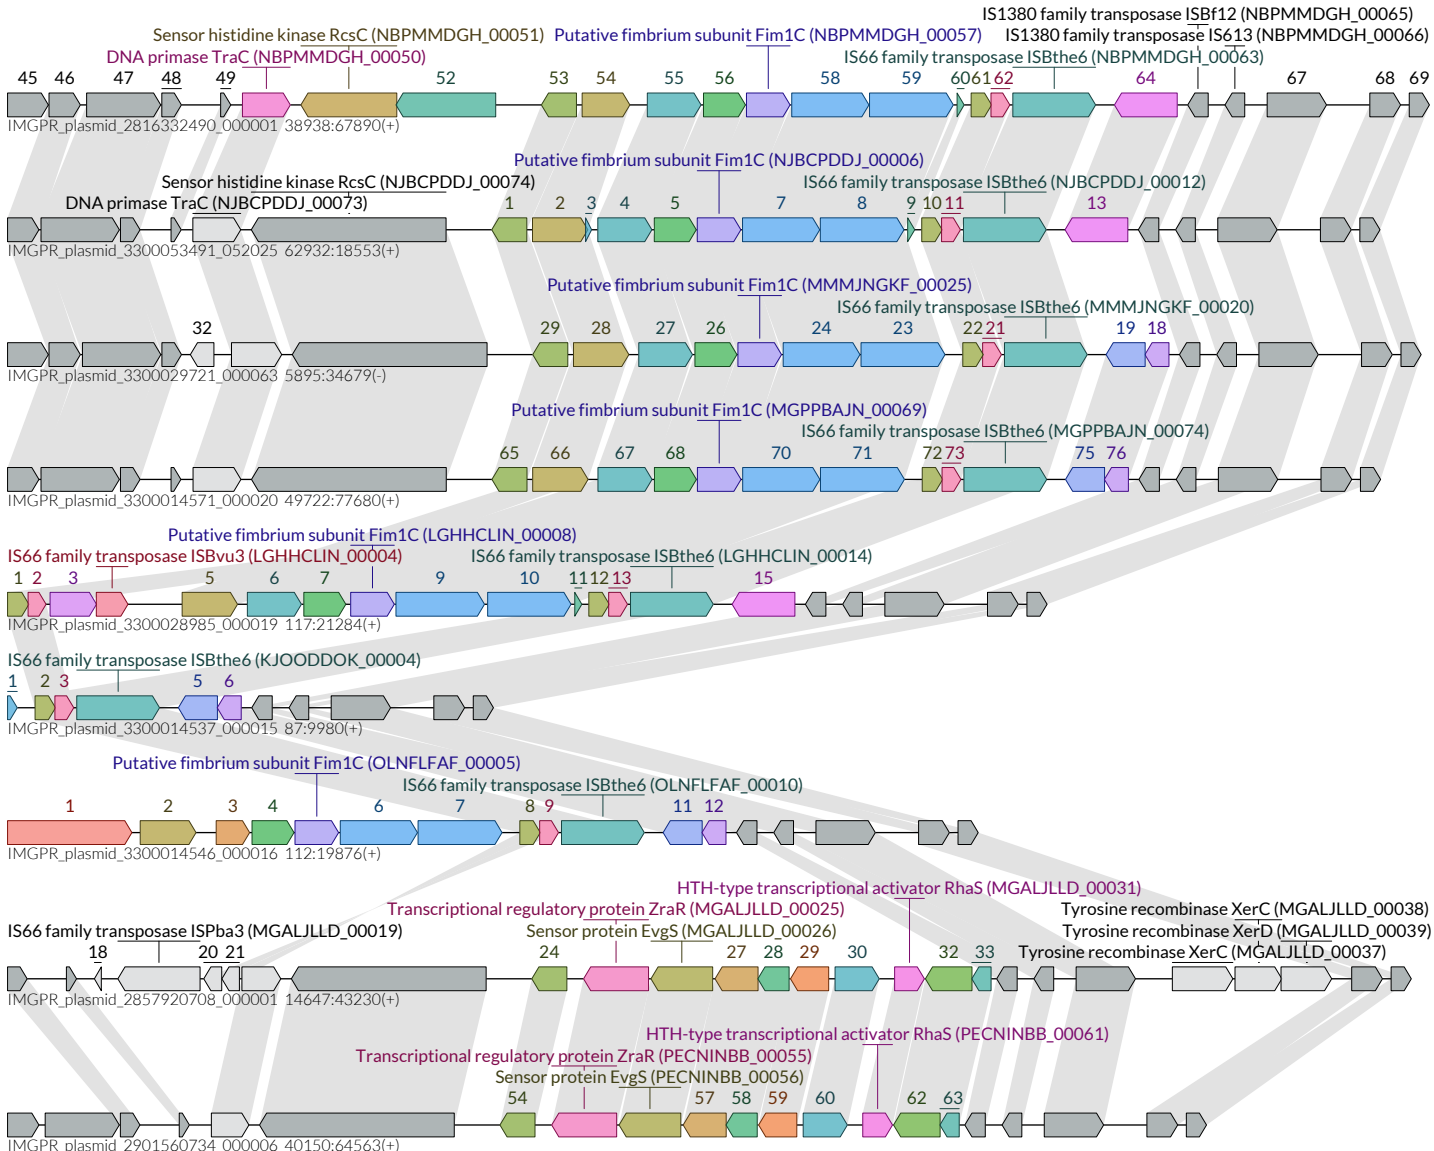 IS1380 family transposase ISBf12 (NBPMMDGH_00065)
Sensor histidine kinase RcsC (NBPMMDGH_00051) Putative fimbrium subunit Fim1C (NBPMMDGH_00057) IS1380 family transposase IS613 (NBPMMDGH_00066)
DNA primase TraC (NBPMMDGH_00050) IS66 family transposase ISBthe6 (NBPMMDGH_00063)
45 46 47 48 49 52 53 54 55 56 58 59 60 61 62 64 67 68 69
IMGPR_plasmid_2816332490_000001 38938:67890(+)
Putative fimbrium subunit Fim1C (NJBCPDDJ_00006)
Sensor histidine kinase RcsC (NJBCPDDJ_00074) IS66 family transposase ISBthe6 (NJBCPDDJ_00012)
DNA primase TraC (NJBCPDDJ_00073) 1 2 3 4 5 7 8 9 10 11 13
IMGPR_plasmid_3300053491_052025 62932:18553(+)
Putative fimbrium subunit Fim1C (MMMJNGKF_00025)
IS66 family transposase ISBthe6 (MMMJNGKF_00020)
32 29 28 27 26 24 23 22 21 19 18
IMGPR_plasmid_3300029721_000063 5895:34679(-)
Putative fimbrium subunit Fim1C (MGPPBAJN_00069)
IS66 family transposase ISBthe6 (MGPPBAJN_00074)
65 66 67 68 70 71 72 73 75 76
IMGPR_plasmid_3300014571_000020 49722:77680(+)
Putative fimbrium subunit Fim1C (LGHHCLIN_00008)
IS66 family transposase ISBvu3 (LGHHCLIN_00004) IS66 family transposase ISBthe6 (LGHHCLIN_00014)
1 2 3 5 6 7 9 10 11 12 13 15
IMGPR_plasmid_3300028985_000019 117:21284(+)
IS66 family transposase ISBthe6 (KJOODDOK_00004)
1 2 3 5 6
IMGPR_plasmid_3300014537_000015 87:9980(+)
Putative fimbrium subunit Fim1C (OLNFLFAF_00005)
IS66 family transposase ISBthe6 (OLNFLFAF_00010)
1 2 3 4 6 7 8 9 11 12
IMGPR_plasmid_3300014546_000016 112:19876(+)
HTH-type transcriptional activator RhaS (MGALJLLD_00031)
Transcriptional regulatory protein ZraR (MGALJLLD_00025) Tyrosine recombinase XerC (MGALJLLD_00038)
IS66 family transposase ISPba3 (MGALJLLD_00019) Sensor protein EvgS (MGALJLLD_00026) Tyrosine recombinase XerD (MGALJLLD_00039)
18 20 21 24 27 28 29 30 32 33 Tyrosine recombinase XerC (MGALJLLD_00037)
IMGPR_plasmid_2857920708_000001 14647:43230(+)
HTH-type transcriptional activator RhaS (PECNINBB_00061)
Transcriptional regulatory protein ZraR (PECNINBB_00055)
Sensor protein EvgS (PECNINBB_00056)
54 57 58 59 60 62 63
IMGPR_plasmid_2901560734_000006 40150:64563(+)